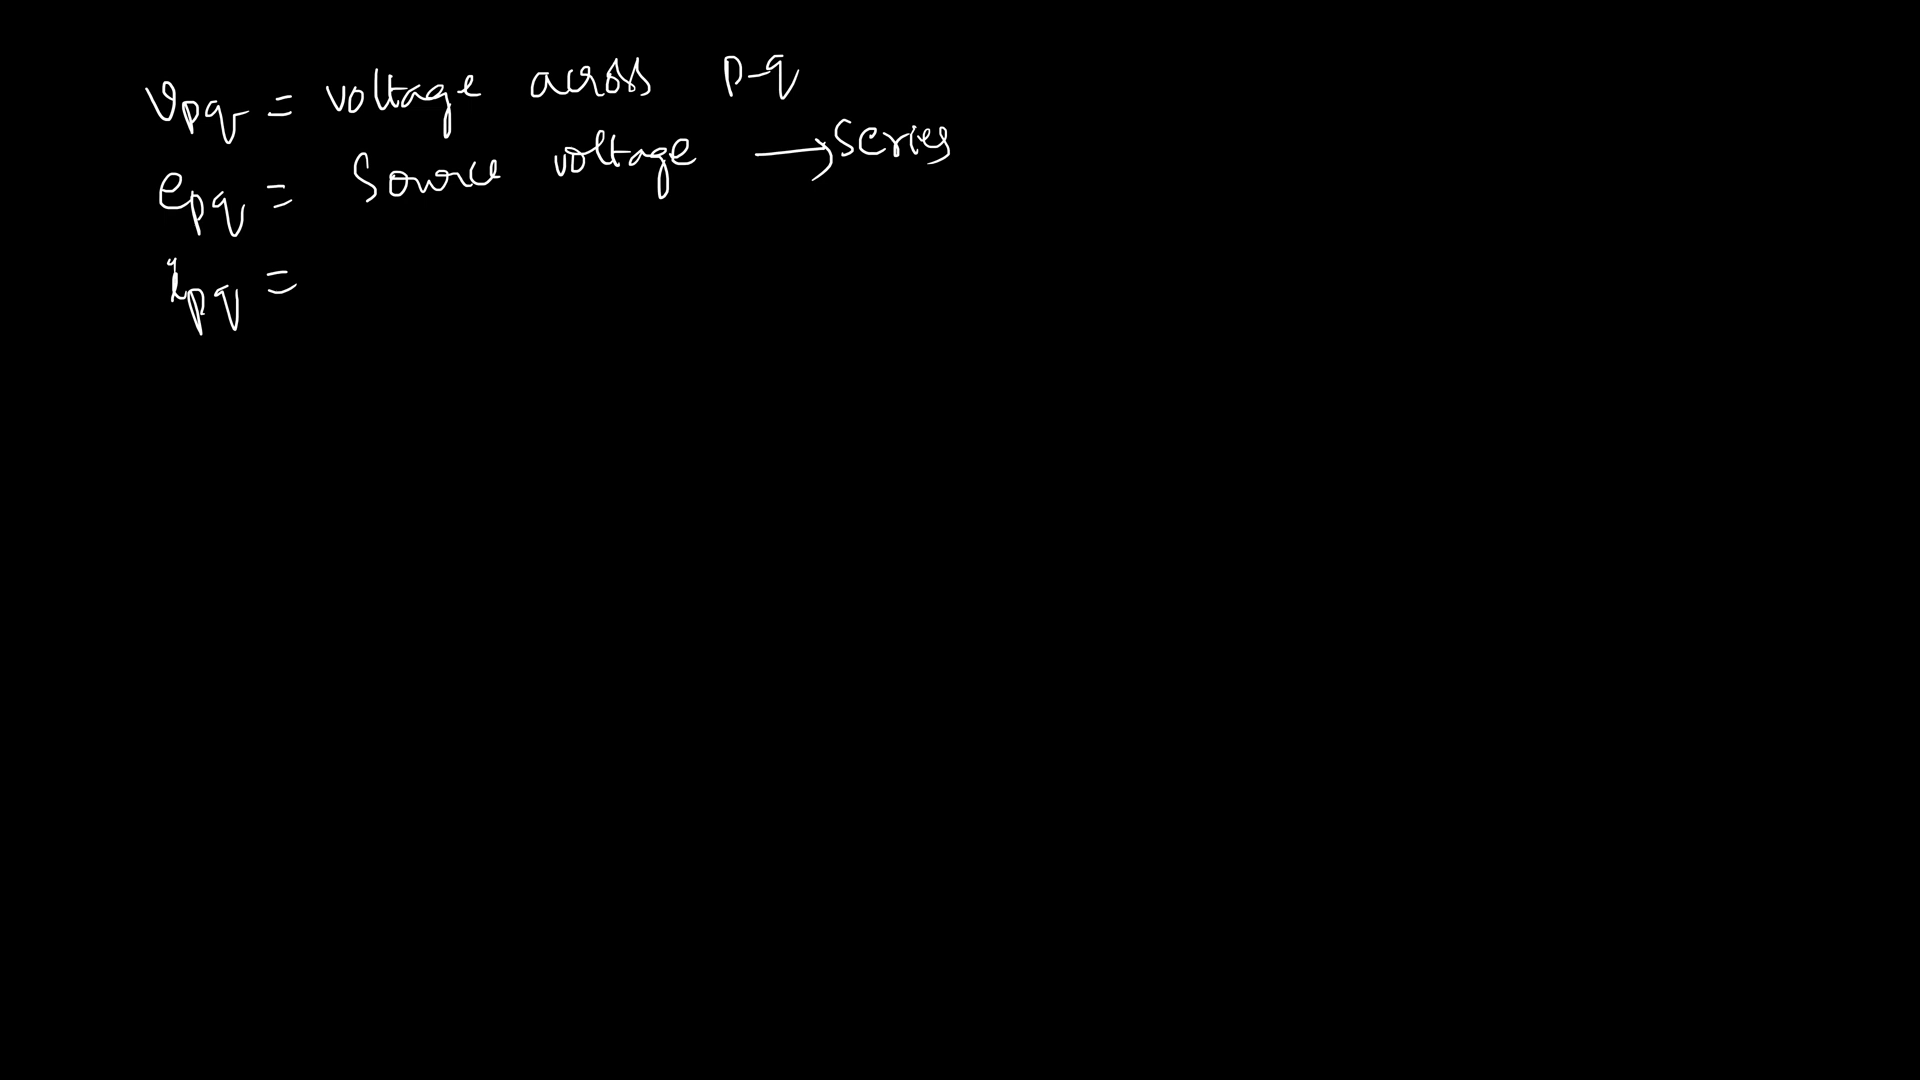 vpq = voltage across p-q
epq = Source voltage → Series
ipq =